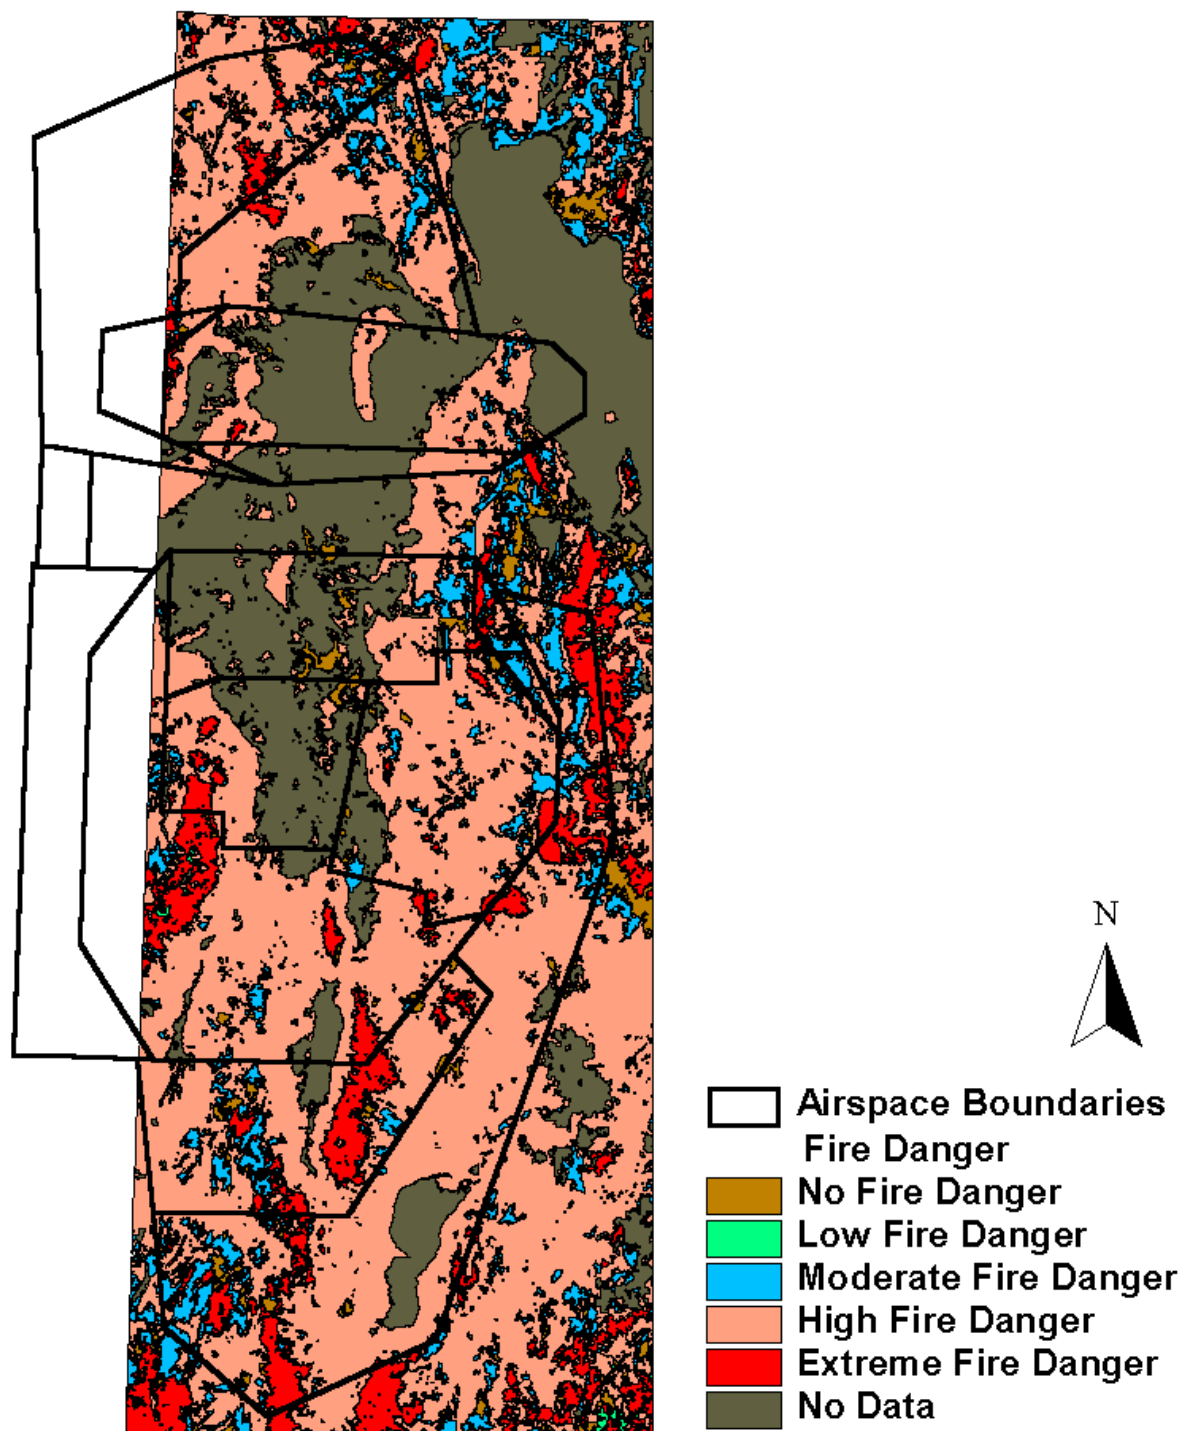 N
Airspace Boundaries
Fire Danger
No Fire Danger
Low Fire Danger
Moderate Fire Danger
High Fire Danger
Extreme Fire Danger
No Data